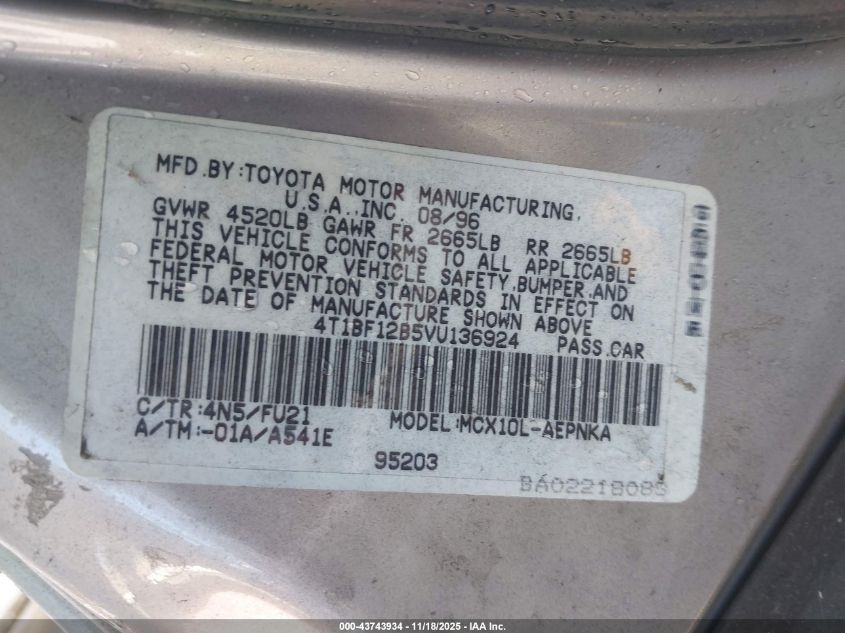 MFD.BY:TOYOTA MOTOR MANUFACTURING,
U.S.A.,INC. 08/96
GVWR 4520LB GAWR FR 2665LB RR 2665LB
THIS VEHICLE CONFORMS TO ALL APPLICABLE
FEDERAL MOTOR VEHICLE SAFETY,BUMPER,AND
THEFT PREVENTION STANDARDS IN EFFECT ON
THE DATE OF MANUFACTURE SHOWN ABOVE
4T1BF12B5VU136924 PASS.CAR
C/TR:4N5/FU21 MODEL:MCX10L-AEPNKA
A/TM:-01A/A541E
95203
000-43743934 - 11/18/2025 - IAA Inc.